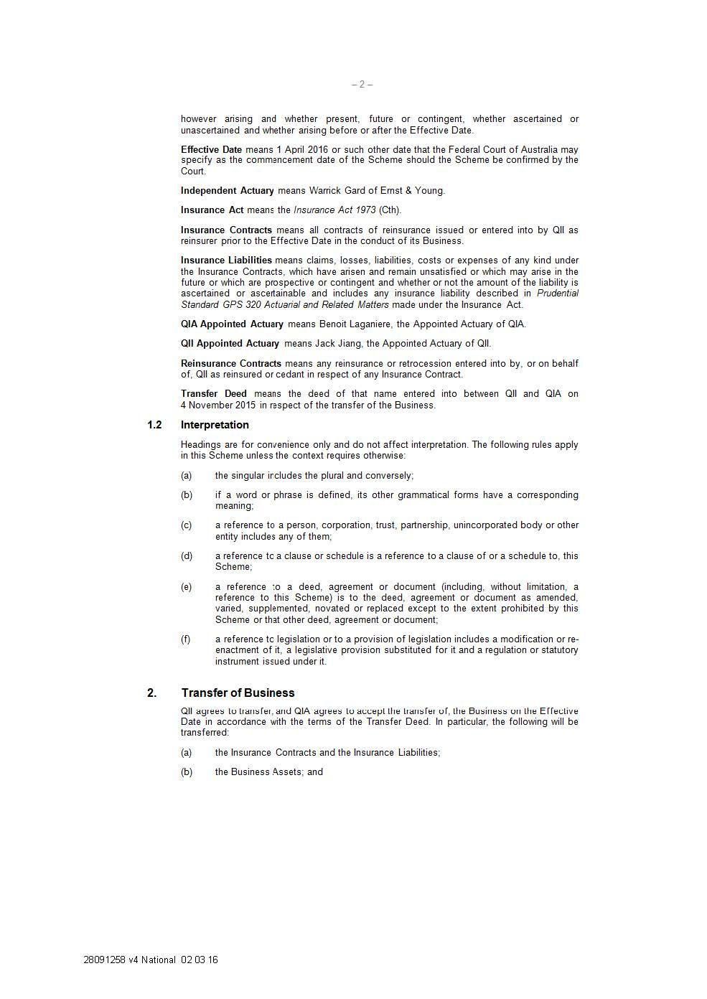 – 2 –
however arising and whether present, future or contingent, whether ascertained or
unascertained and whether arising before or after the Effective Date.
Effective Date means 1 April 2016 or such other date that the Federal Court of Australia may
specify as the commencement date of the Scheme should the Scheme be confirmed by the
Court.
Independent Actuary means Warrick Gard of Ernst & Young.
Insurance Act means the Insurance Act 1973 (Cth).
Insurance Contracts means all contracts of reinsurance issued or entered into by QII as
reinsurer prior to the Effective Date in the conduct of its Business.
Insurance Liabilities means claims, losses, liabilities, costs or expenses of any kind under
the Insurance Contracts, which have arisen and remain unsatisfied or which may arise in the
future or which are prospective or contingent and whether or not the amount of the liability is
ascertained or ascertainable and includes any insurance liability described in Prudential
Standard GPS 320 Actuarial and Related Matters made under the Insurance Act.
QIA Appointed Actuary means Benoit Laganiere, the Appointed Actuary of QIA.
QII Appointed Actuary means Jack Jiang, the Appointed Actuary of QII.
Reinsurance Contracts means any reinsurance or retrocession entered into by, or on behalf
of, QII as reinsured or cedant in respect of any Insurance Contract.
Transfer Deed means the deed of that name entered into between QII and QIA on
4 November 2015 in respect of the transfer of the Business.
1.2 Interpretation
Headings are for convenience only and do not affect interpretation. The following rules apply
in this Scheme unless the context requires otherwise:
(a) the singular includes the plural and conversely;
(b) if a word or phrase is defined, its other grammatical forms have a corresponding
meaning;
(c) a reference to a person, corporation, trust, partnership, unincorporated body or other
entity includes any of them;
(d) a reference to a clause or schedule is a reference to a clause of or a schedule to, this
Scheme;
(e) a reference to a deed, agreement or document (including, without limitation, a
reference to this Scheme) is to the deed, agreement or document as amended,
varied, supplemented, novated or replaced except to the extent prohibited by this
Scheme or that other deed, agreement or document;
(f) a reference to legislation or to a provision of legislation includes a modification or re-
enactment of it, a legislative provision substituted for it and a regulation or statutory
instrument issued under it.
2. Transfer of Business
QII agrees to transfer, and QIA agrees to accept the transfer of, the Business on the Effective
Date in accordance with the terms of the Transfer Deed. In particular, the following will be
transferred:
(a) the Insurance Contracts and the Insurance Liabilities;
(b) the Business Assets; and
28091258 v4 National 02 03 16